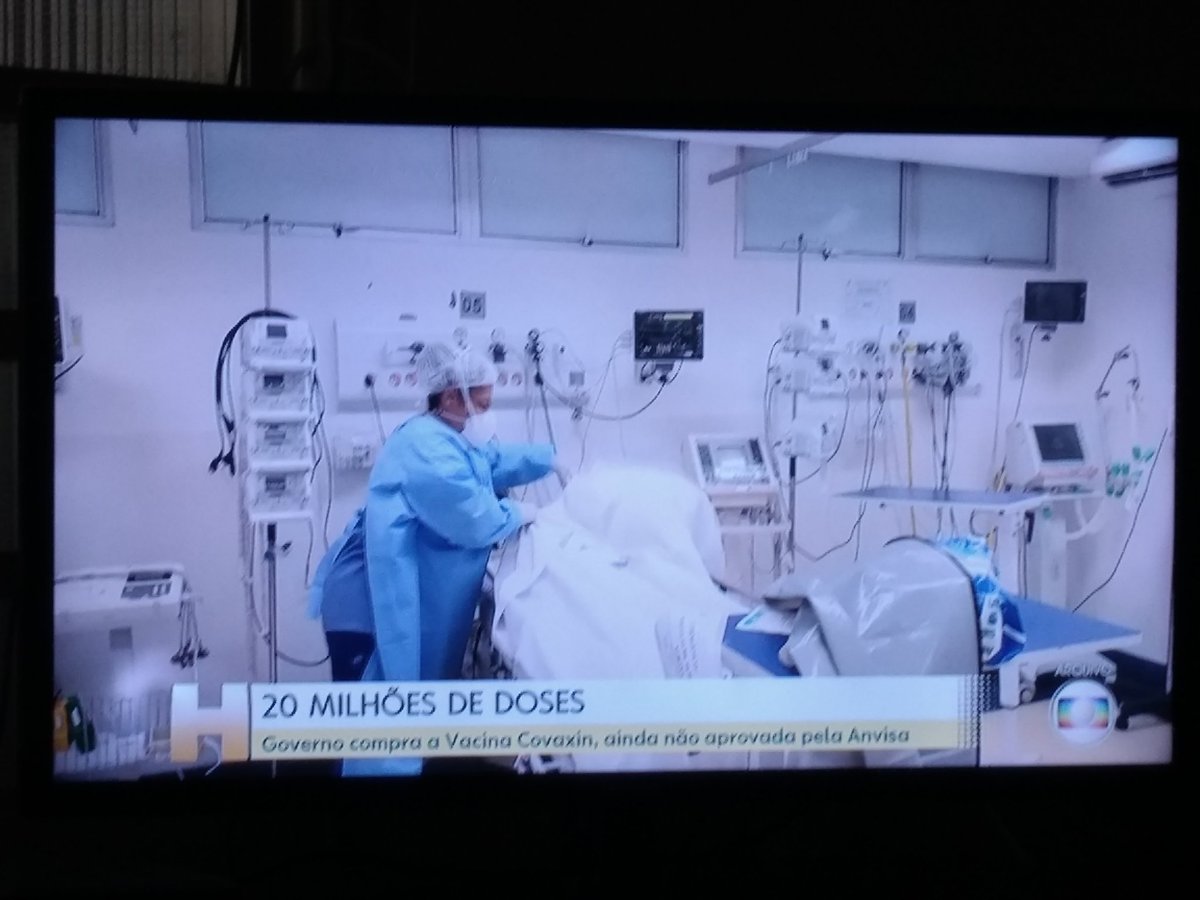 05
ARQUIVO
H
20 MILHÕES DE DOSES
Governo compra a Vacina Covaxin, ainda não aprovada pela Anvisa